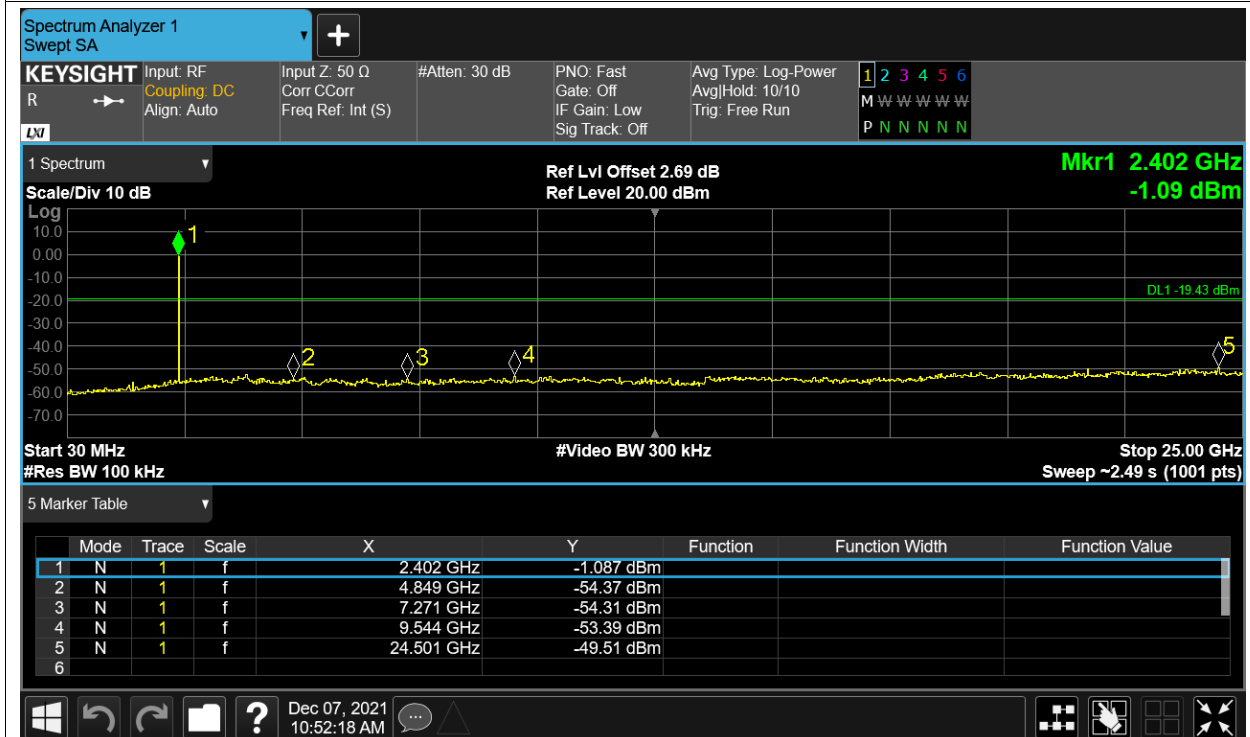 Spectrum Analyzer 1
Swept SA
+
KEYSIGHT
R
LXI
Input: RF
Coupling: DC
Align: Auto
Input Z: 50 Ω
Corr CCorr
Freq Ref: Int (S)
#Atten: 30 dB
PNO: Fast
Gate: Off
IF Gain: Low
Sig Track: Off
Avg Type: Log-Power
Avg|Hold: 10/10
Trig: Free Run
1 2 3 4 5 6
M W W W W W
P N N N N N
1 Spectrum
Scale/Div 10 dB
Ref Lvl Offset 2.69 dB
Ref Level 20.00 dBm
Mkr1 2.402 GHz
-1.09 dBm
Log
10.0
0.00
-10.0
-20.0
-30.0
-40.0
-50.0
-60.0
-70.0
1
2
3
4
5
DL1 -19.43 dBm
Start 30 MHz
#Video BW 300 kHz
Stop 25.00 GHz
#Res BW 100 kHz
Sweep ~2.49 s (1001 pts)
5 Marker Table
Mode Trace Scale X Y Function Function Width Function Value
1 N 1 f 2.402 GHz -1.087 dBm
2 N 1 f 4.849 GHz -54.37 dBm
3 N 1 f 7.271 GHz -54.31 dBm
4 N 1 f 9.544 GHz -53.39 dBm
5 N 1 f 24.501 GHz -49.51 dBm
6
?
Dec 07, 2021
10:52:18 AM